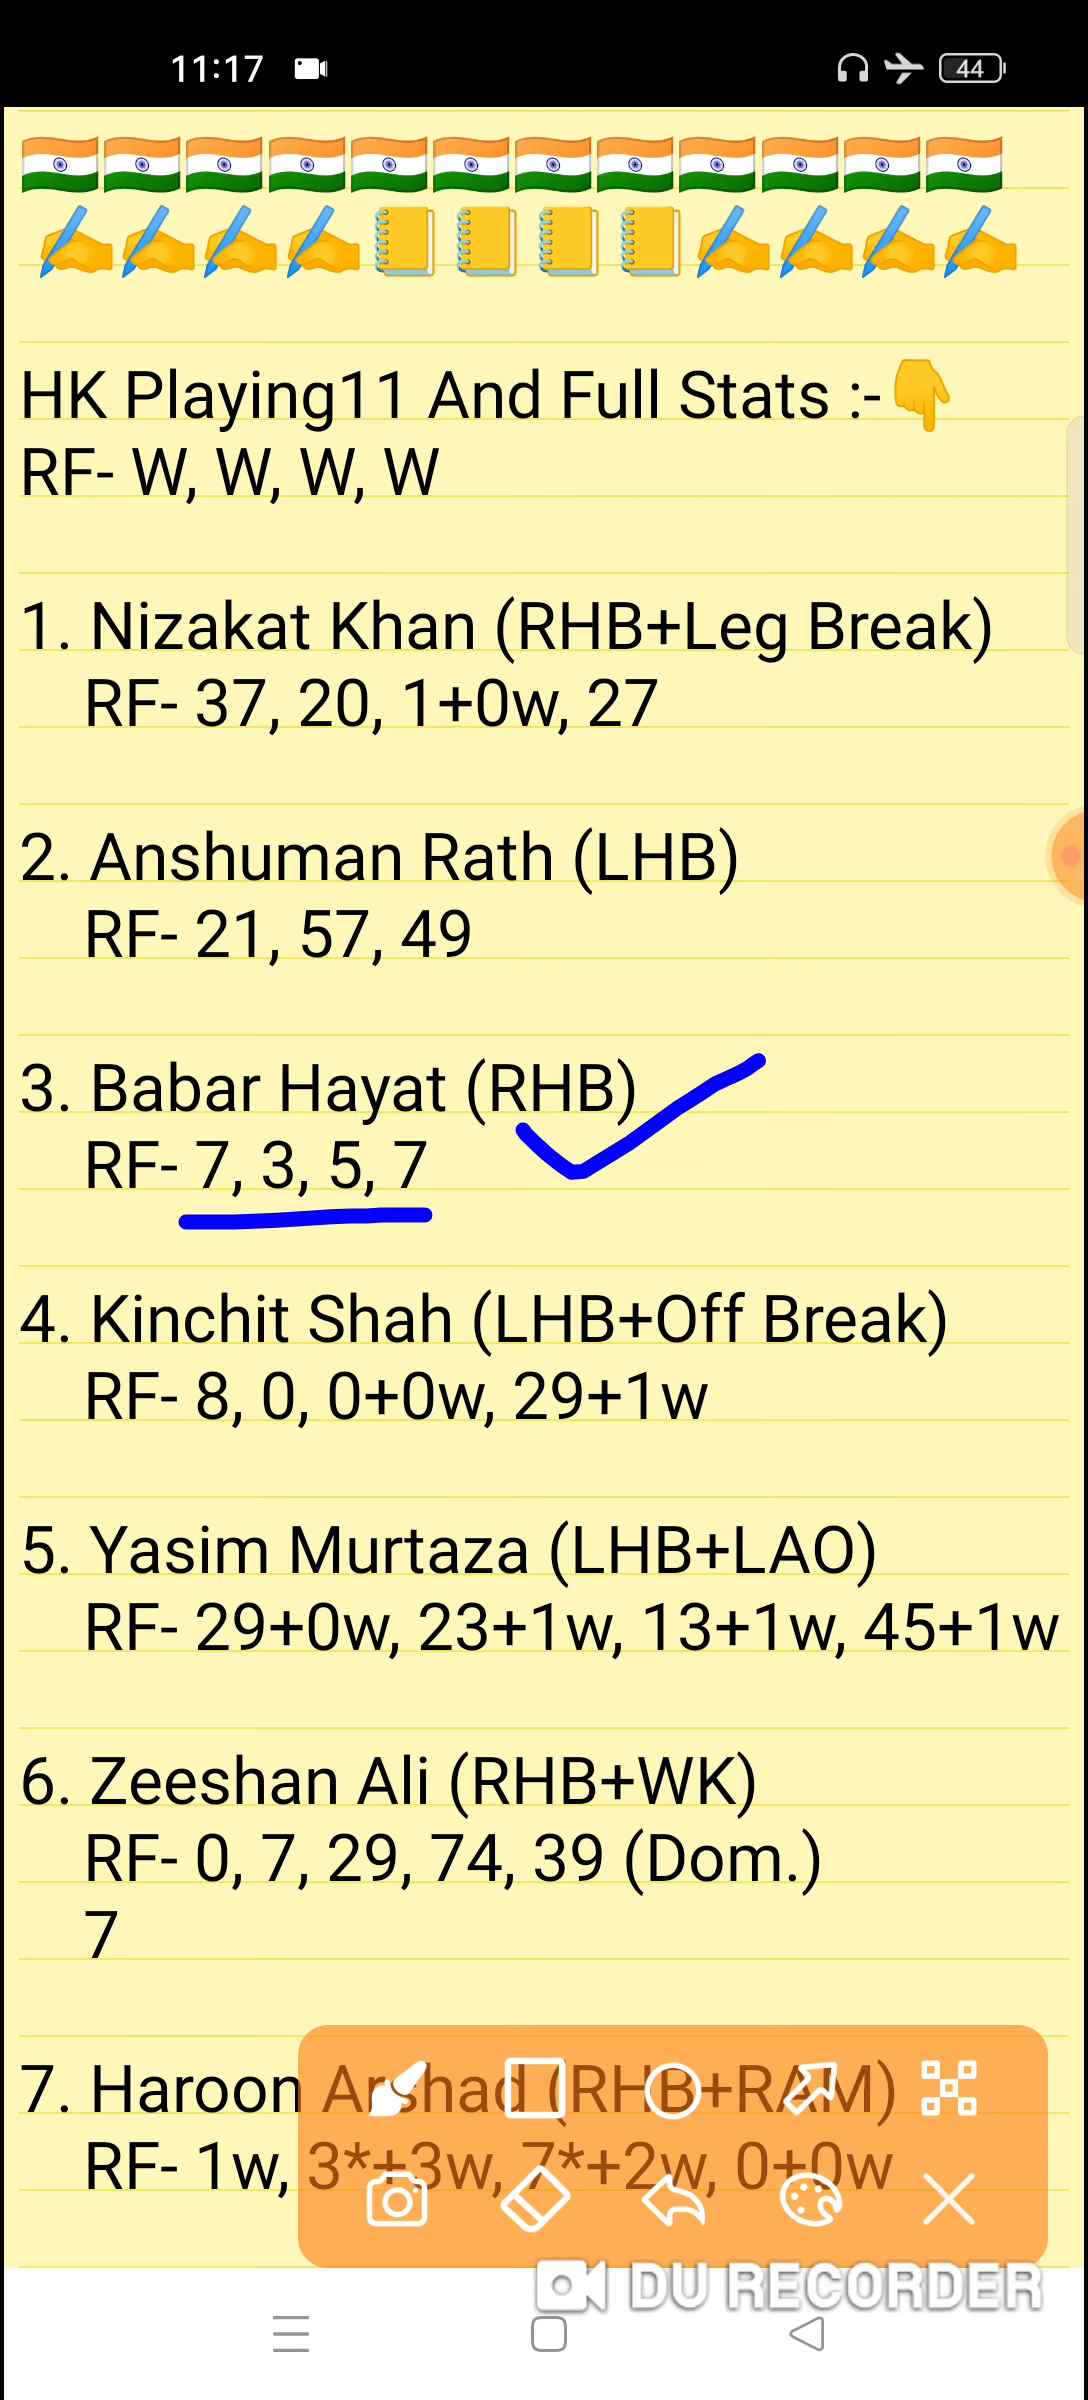 11:17
44
HK Playing11 And Full Stats :-
RF- W, W, W, W
1. Nizakat Khan (RHB+Leg Break)
RF- 37, 20, 1+0w, 27
2. Anshuman Rath (LHB)
RF- 21, 57, 49
3. Babar Hayat (RHB)
RF- 7, 3, 5, 7
4. Kinchit Shah (LHB+Off Break)
RF- 8, 0, 0+0w, 29+1w
5. Yasim Murtaza (LHB+LAO)
RF- 29+0w, 23+1w, 13+1w, 45+1w
6. Zeeshan Ali (RHB+WK)
RF- 0, 7, 29, 74, 39 (Dom.)
7
7. Haroon Arshad (RHB+RAM)
RF- 1w, 3*+3w, 7*+2w, 0+0w
DU RECORDER